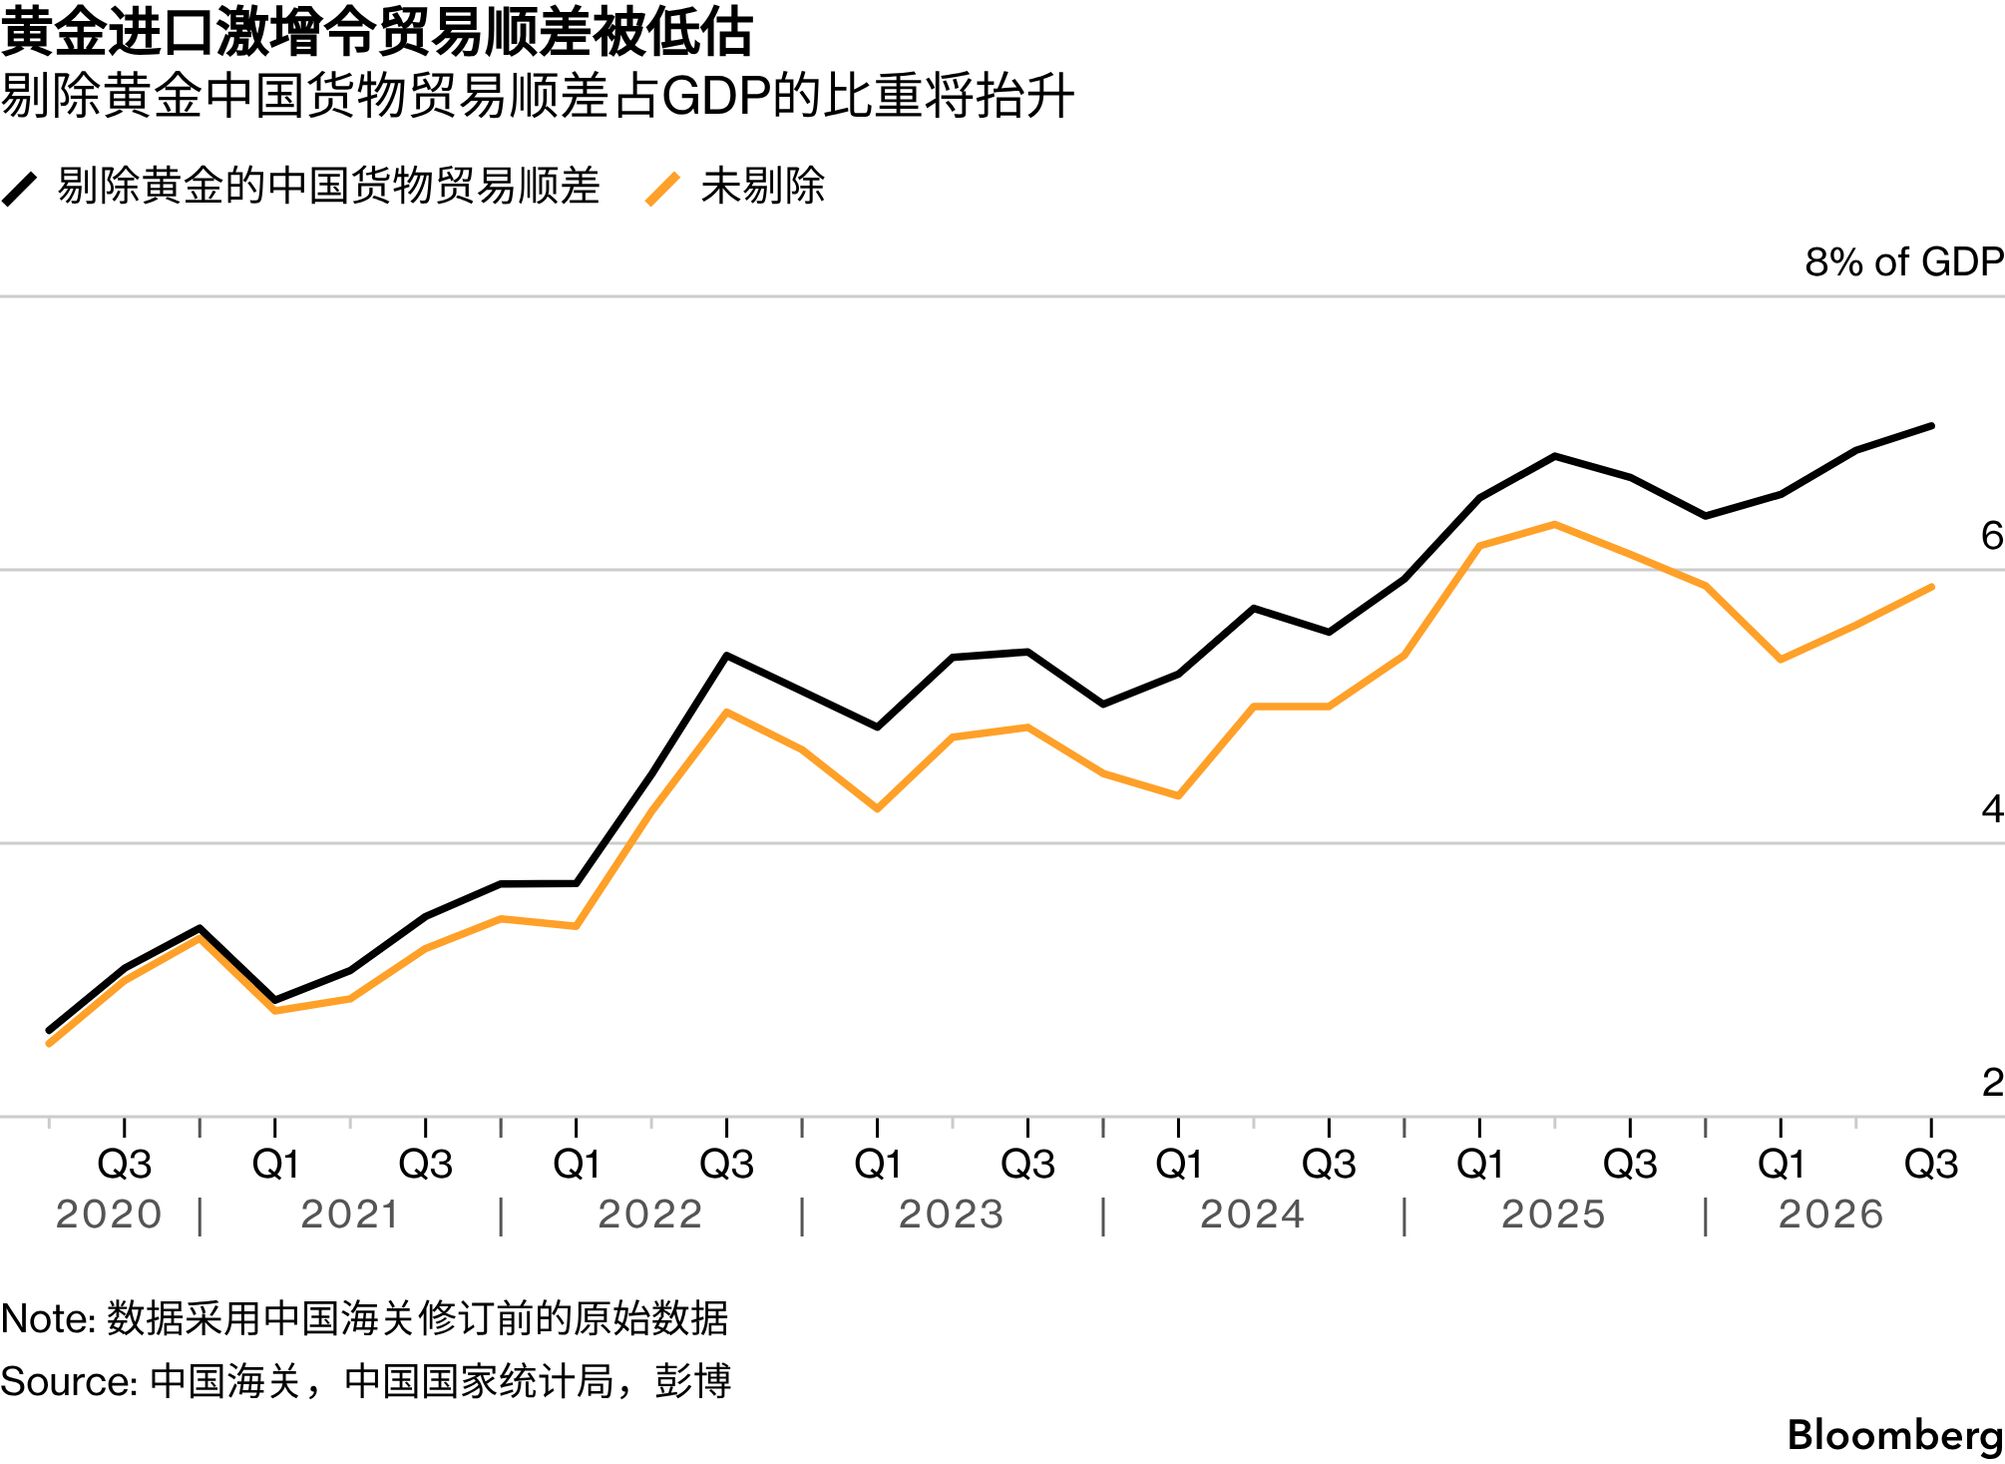 黄金进口激增令贸易顺差被低估
剔除黄金中国货物贸易顺差占GDP的比重将抬升
剔除黄金的中国货物贸易顺差 未剔除
8% of GDP
6
4
2
Q3 Q1 Q3 Q1 Q3 Q1 Q3 Q1 Q3 Q1 Q3 Q1 Q3
2020 2021 2022 2023 2024 2025 2026
Note: 数据采用中国海关修订前的原始数据
Source: 中国海关，中国国家统计局，彭博
Bloomberg